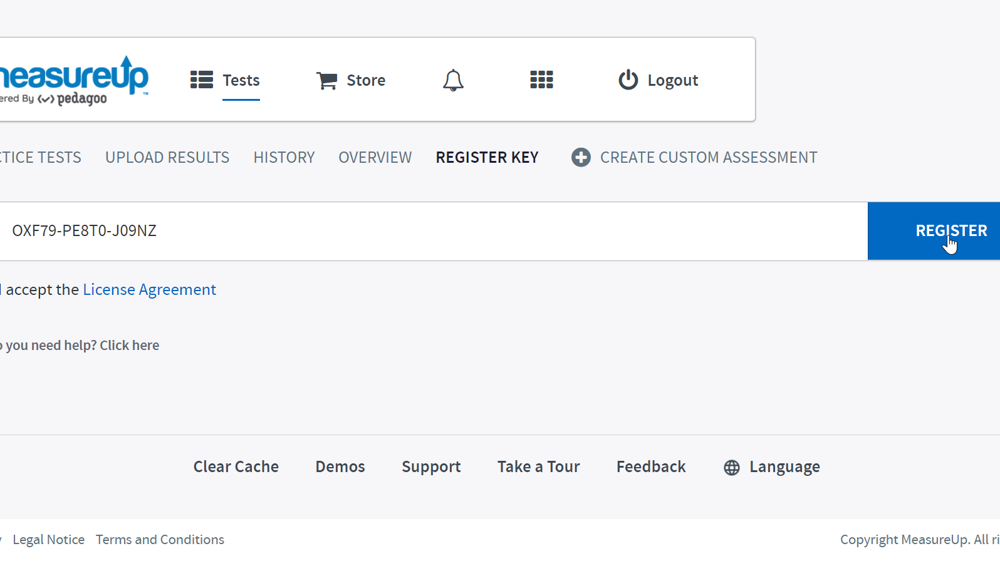 measureup™
ered By pedagoo
Tests
Store
Logout
CTICE TESTS
UPLOAD RESULTS
HISTORY
OVERVIEW
REGISTER KEY
CREATE CUSTOM ASSESSMENT
OXF79-PE8T0-J09NZ
REGISTER
I accept the License Agreement
o you need help? Click here
Clear Cache
Demos
Support
Take a Tour
Feedback
Language
y Legal Notice Terms and Conditions
Copyright MeasureUp. All ri